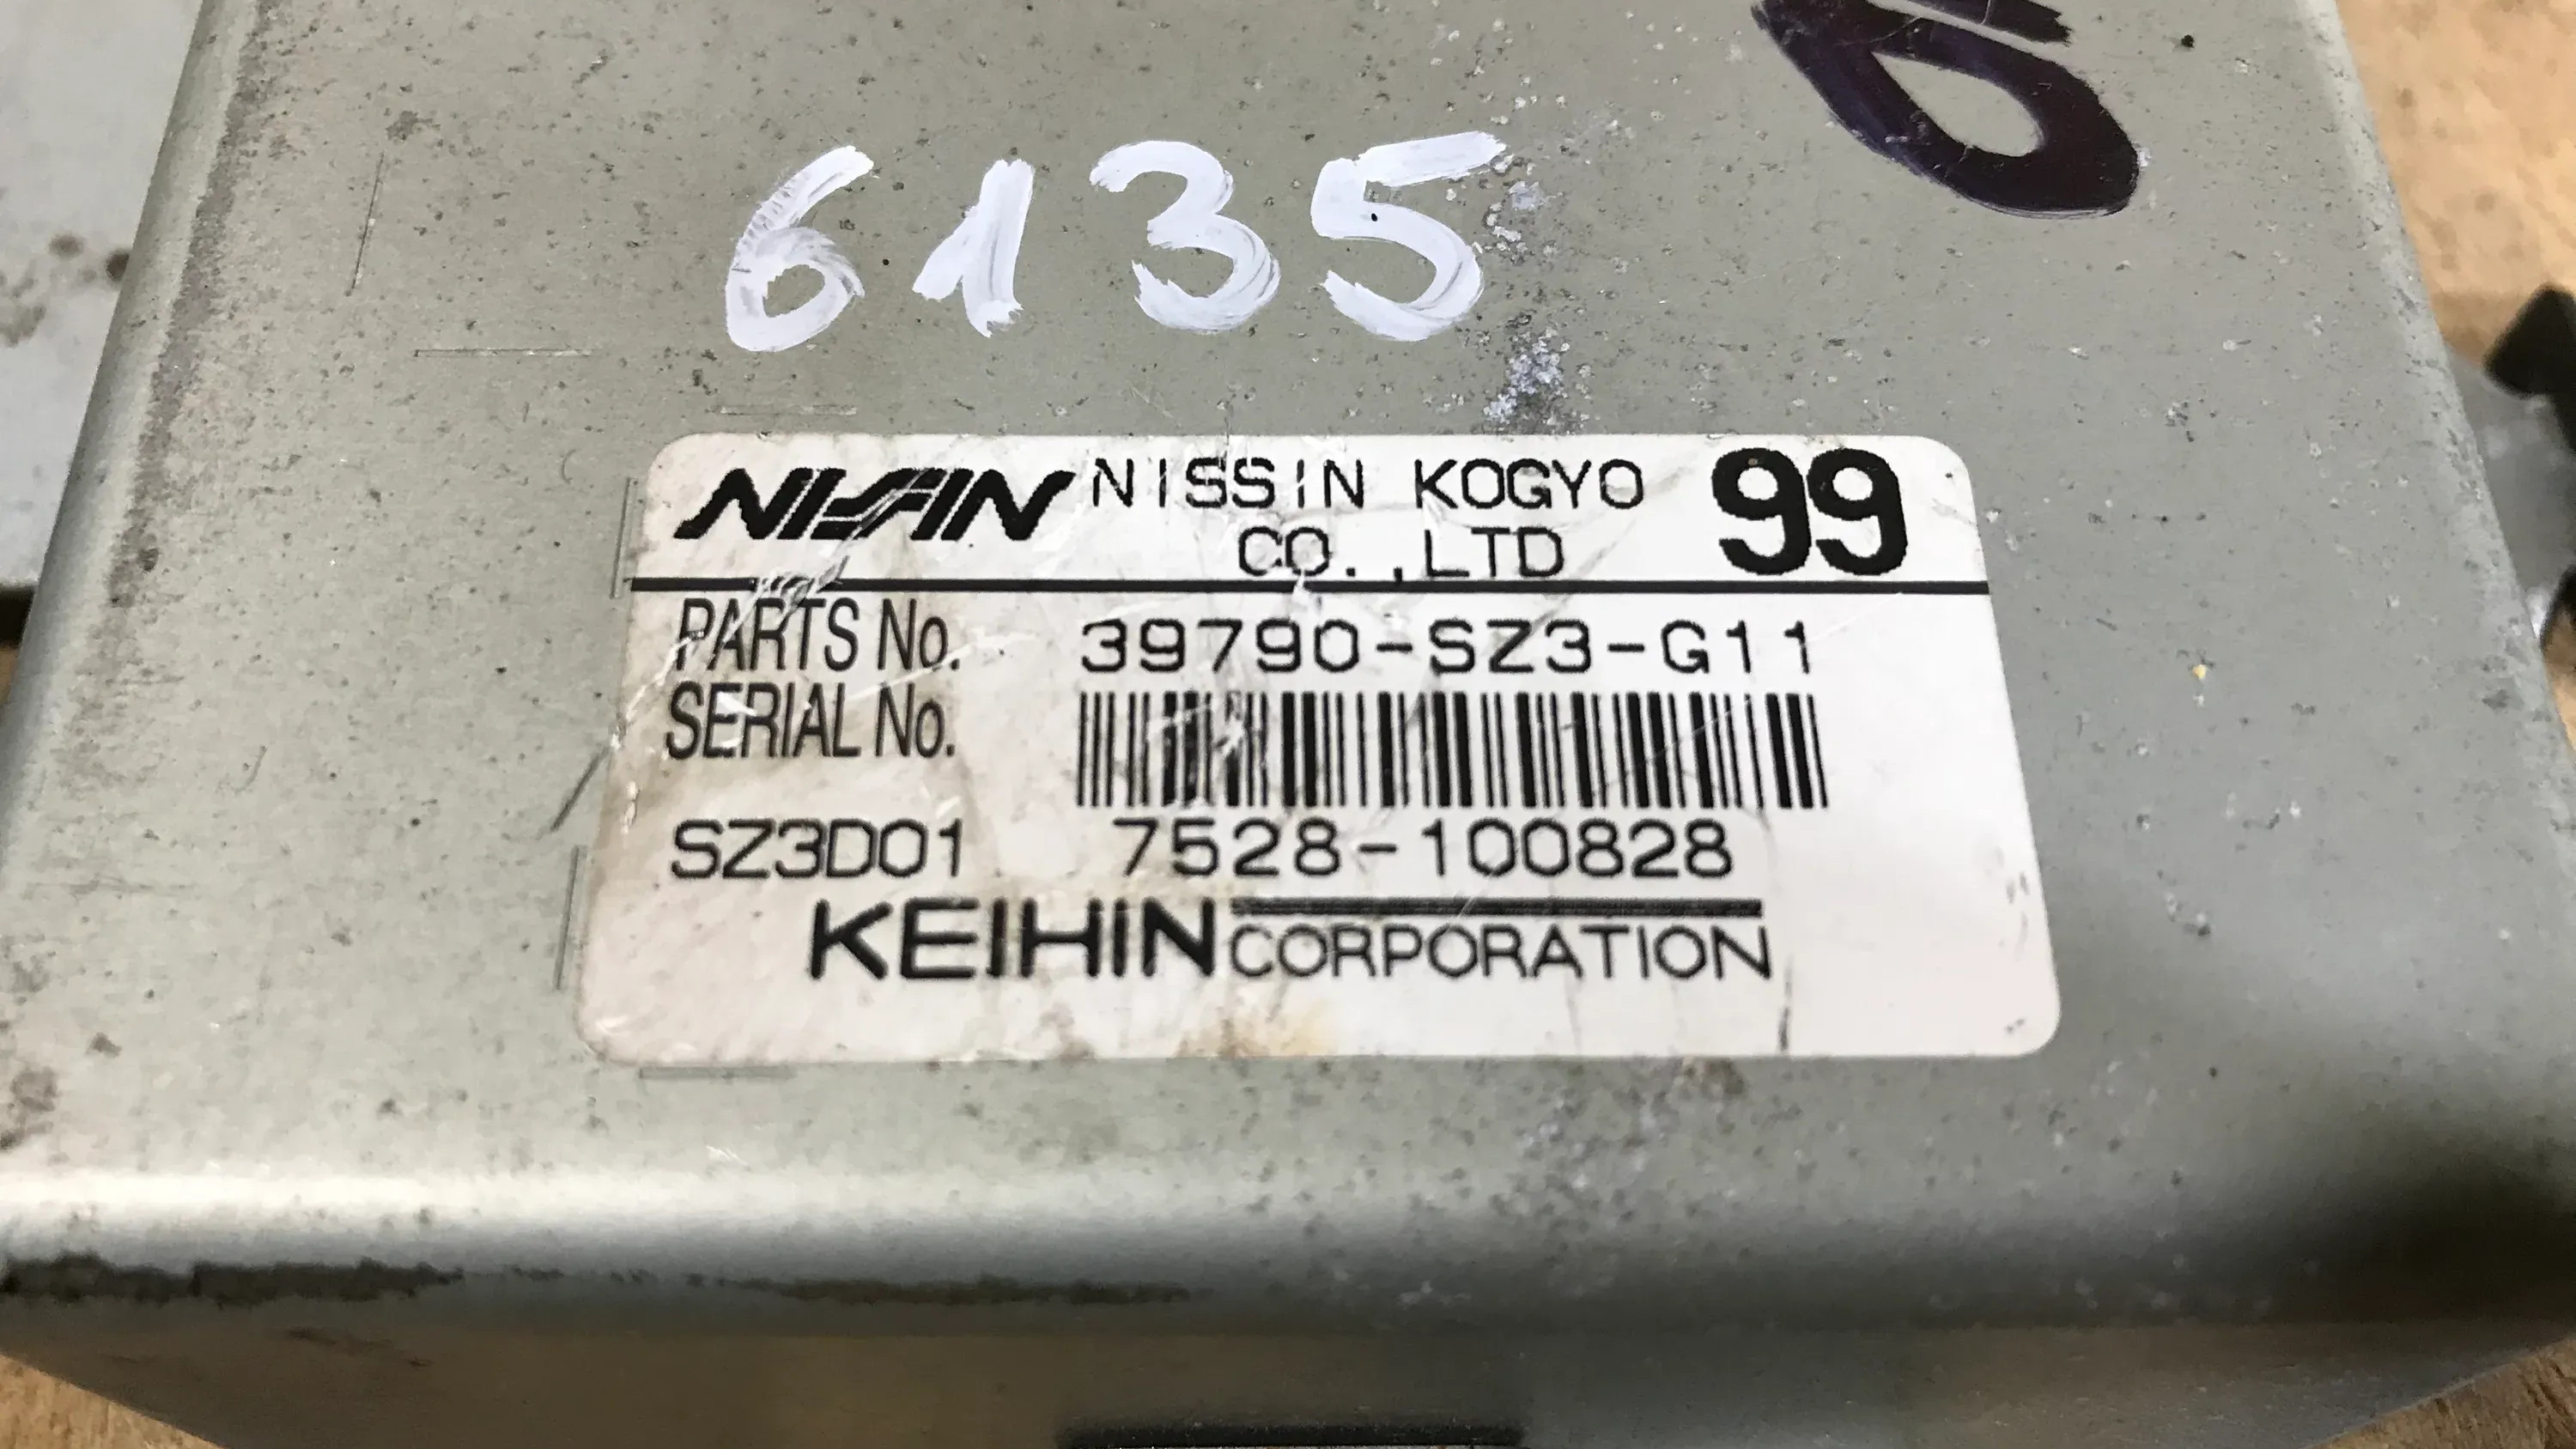 6135
NISSIN NISSIN KOGYO 99
CO.,LTD
PARTS No. 39790-SZ3-G11
SERIAL No.
SZ3D01 7528-100828
KEIHIN CORPORATION